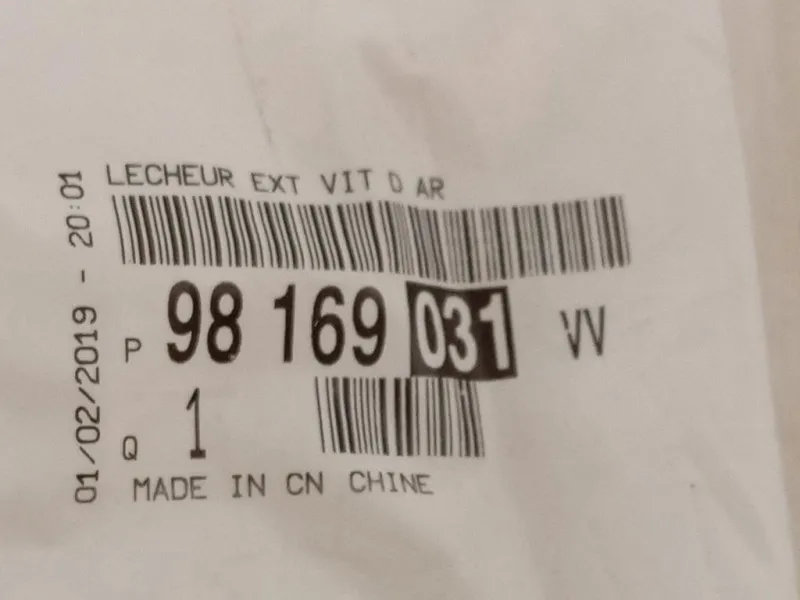 LECHEUR EXT VIT D AR
P 98 169 031 VV
Q 1
MADE IN CN CHINE
01/02/2019 - 20:01